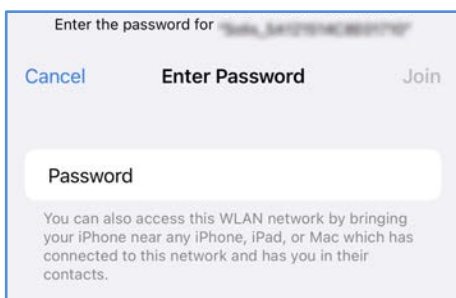 Enter the password for
Cancel Enter Password Join
Password
You can also access this WLAN network by bringing
your iPhone near any iPhone, iPad, or Mac which has
connected to this network and has you in their
contacts.